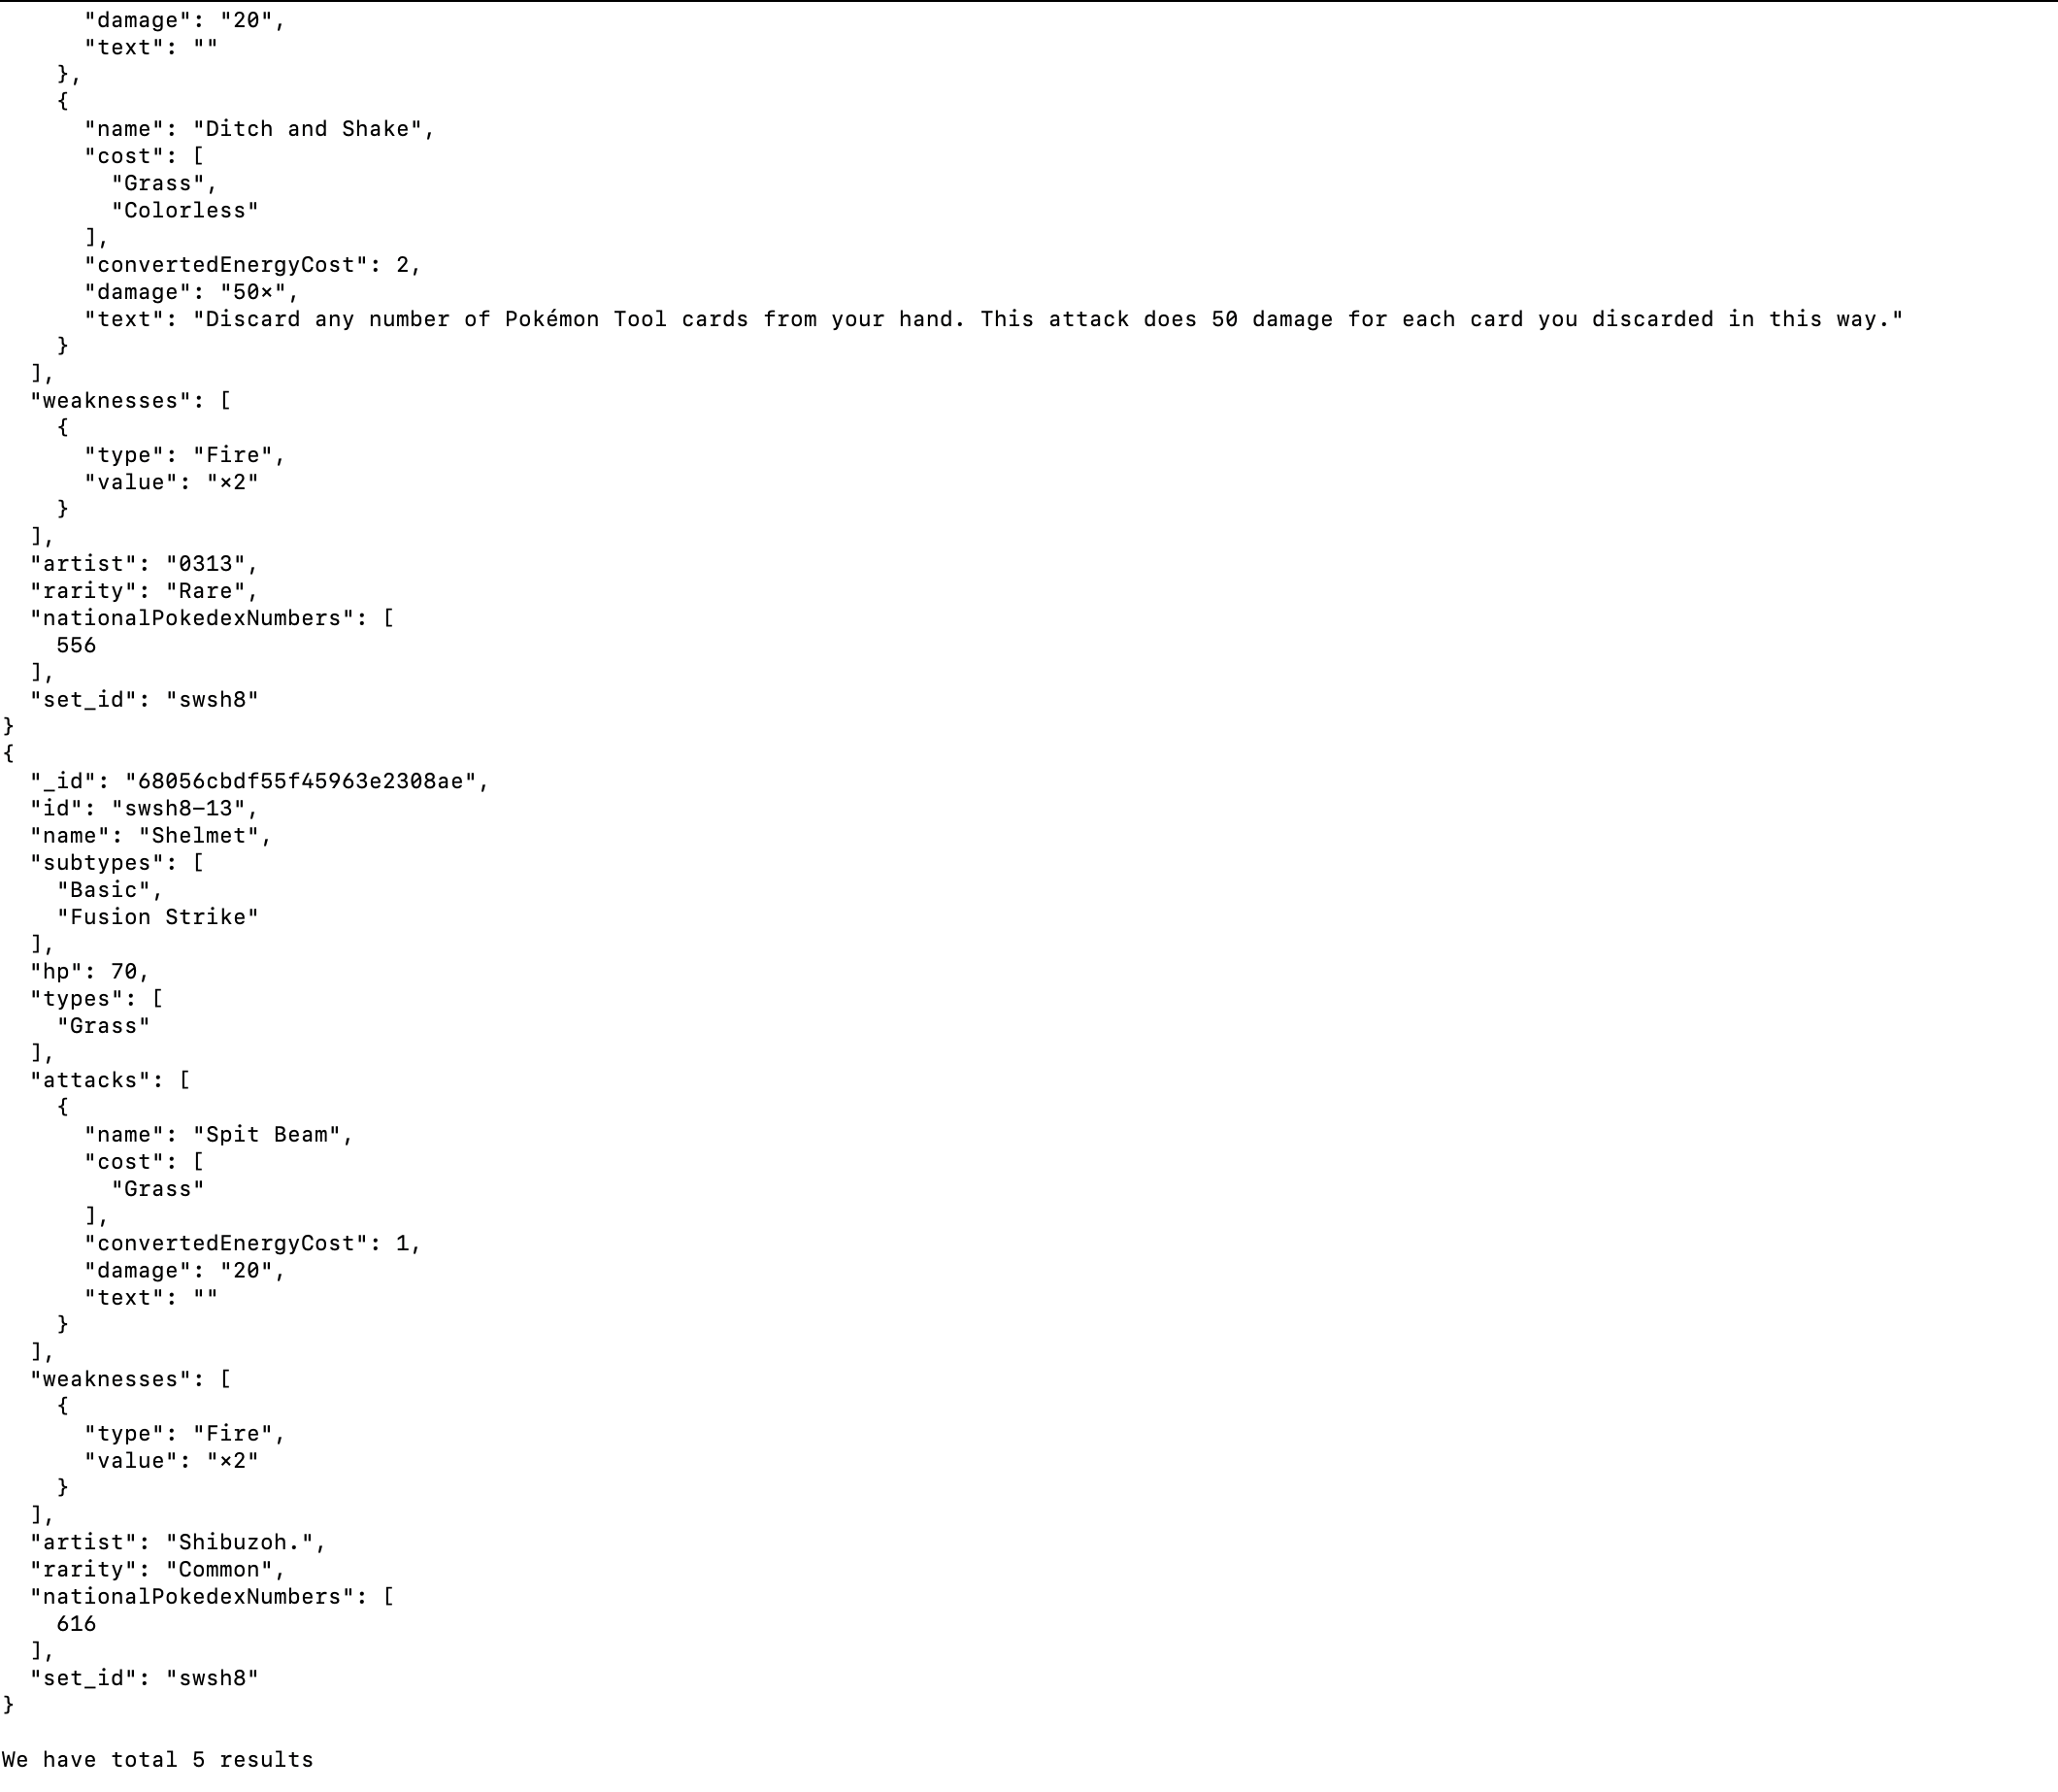 "damage": "20",
      "text": ""
    },
    {
      "name": "Ditch and Shake",
      "cost": [
        "Grass",
        "Colorless"
      ],
      "convertedEnergyCost": 2,
      "damage": "50×",
      "text": "Discard any number of Pokémon Tool cards from your hand. This attack does 50 damage for each card you discarded in this way."
    }
  ],
  "weaknesses": [
    {
      "type": "Fire",
      "value": "×2"
    }
  ],
  "artist": "0313",
  "rarity": "Rare",
  "nationalPokedexNumbers": [
    556
  ],
  "set_id": "swsh8"
}
{
  "_id": "68056cbdf55f45963e2308ae",
  "id": "swsh8-13",
  "name": "Shelmet",
  "subtypes": [
    "Basic",
    "Fusion Strike"
  ],
  "hp": 70,
  "types": [
    "Grass"
  ],
  "attacks": [
    {
      "name": "Spit Beam",
      "cost": [
        "Grass"
      ],
      "convertedEnergyCost": 1,
      "damage": "20",
      "text": ""
    }
  ],
  "weaknesses": [
    {
      "type": "Fire",
      "value": "×2"
    }
  ],
  "artist": "Shibuzoh.",
  "rarity": "Common",
  "nationalPokedexNumbers": [
    616
  ],
  "set_id": "swsh8"
}

We have total 5 results